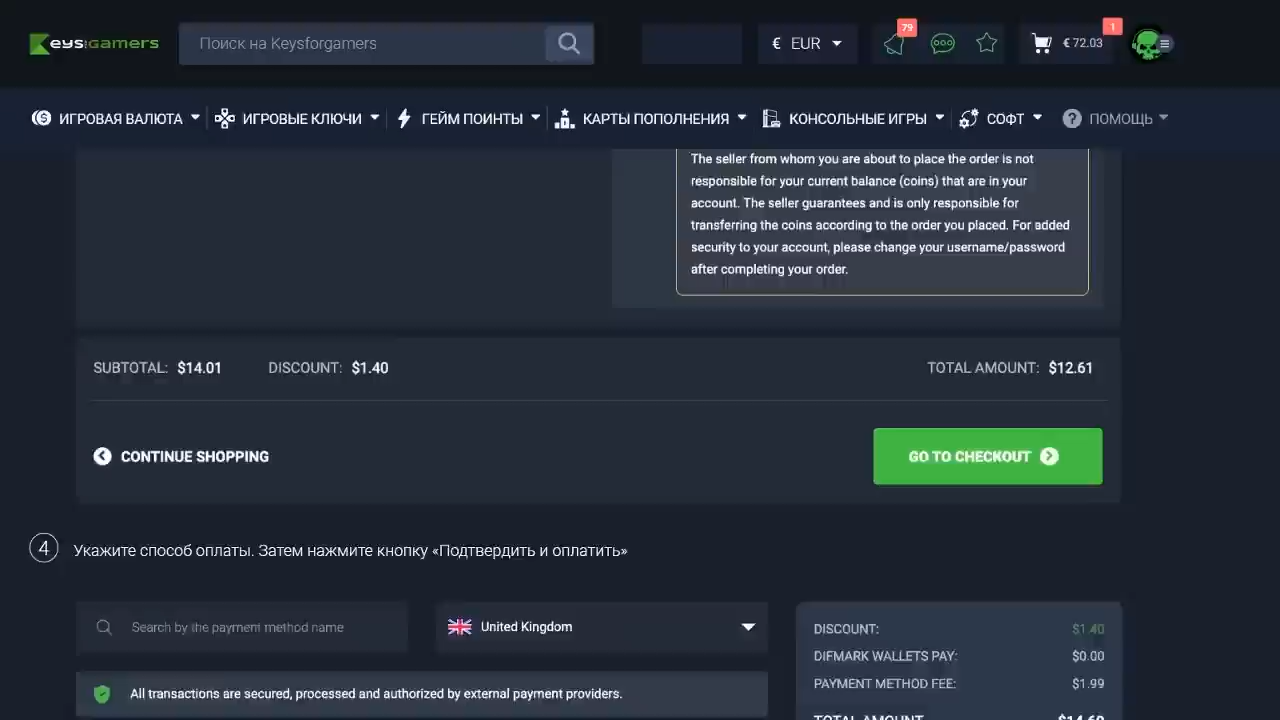 Keysforgamers
Поиск на Keysforgamers
€ EUR
79
€ 72.03
1
ИГРОВАЯ ВАЛЮТА
ИГРОВЫЕ КЛЮЧИ
ГЕЙМ ПОИНТЫ
КАРТЫ ПОПОЛНЕНИЯ
КОНСОЛЬНЫЕ ИГРЫ
СОФТ
? ПОМОЩЬ
The seller from whom you are about to place the order is not
responsible for your current balance (coins) that are in your
account. The seller guarantees and is only responsible for
transferring the coins according to the order you placed. For added
security to your account, please change your username/password
after completing your order.
SUBTOTAL: $14.01 DISCOUNT: $1.40 TOTAL AMOUNT: $12.61
CONTINUE SHOPPING
GO TO CHECKOUT
4 Укажите способ оплаты. Затем нажмите кнопку «Подтвердить и оплатить»
Search by the payment method name
United Kingdom
All transactions are secured, processed and authorized by external payment providers.
DISCOUNT: $1.40
DIFMARK WALLETS PAY: $0.00
PAYMENT METHOD FEE: $1.99
TOTAL AMOUNT $14.60